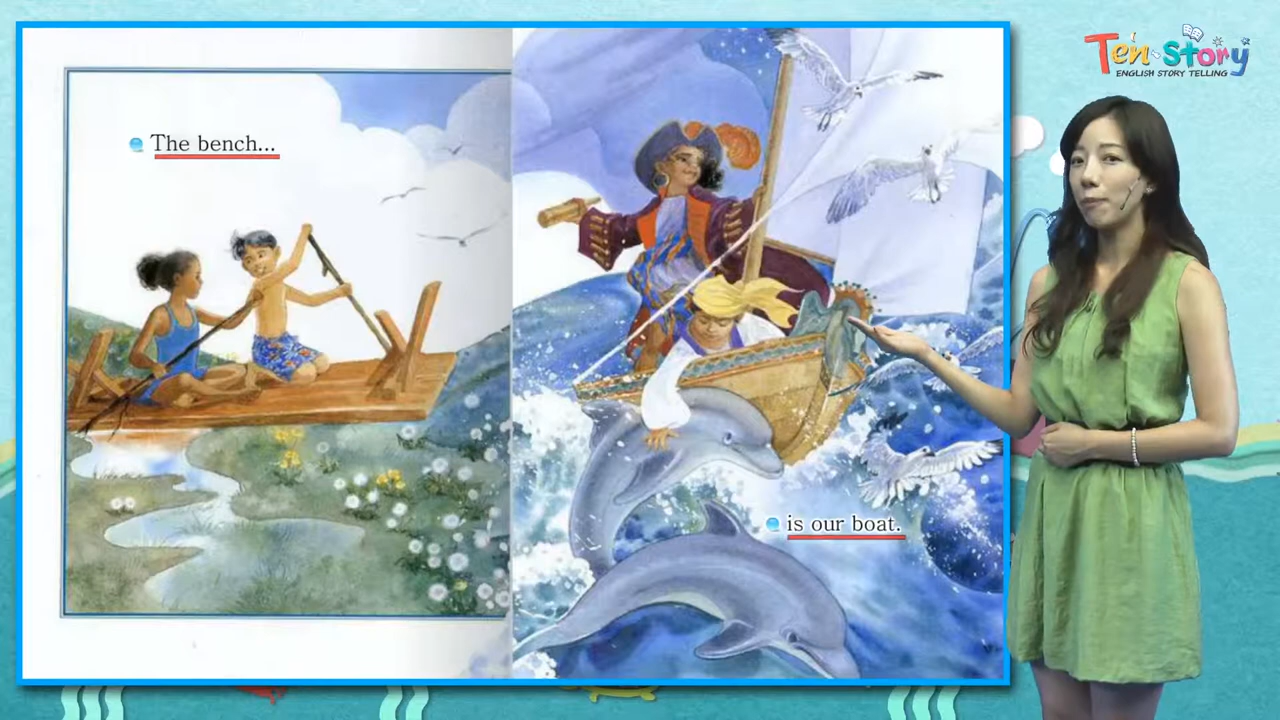 The bench...
is our boat.
Ten Story
ENGLISH STORY TELLING